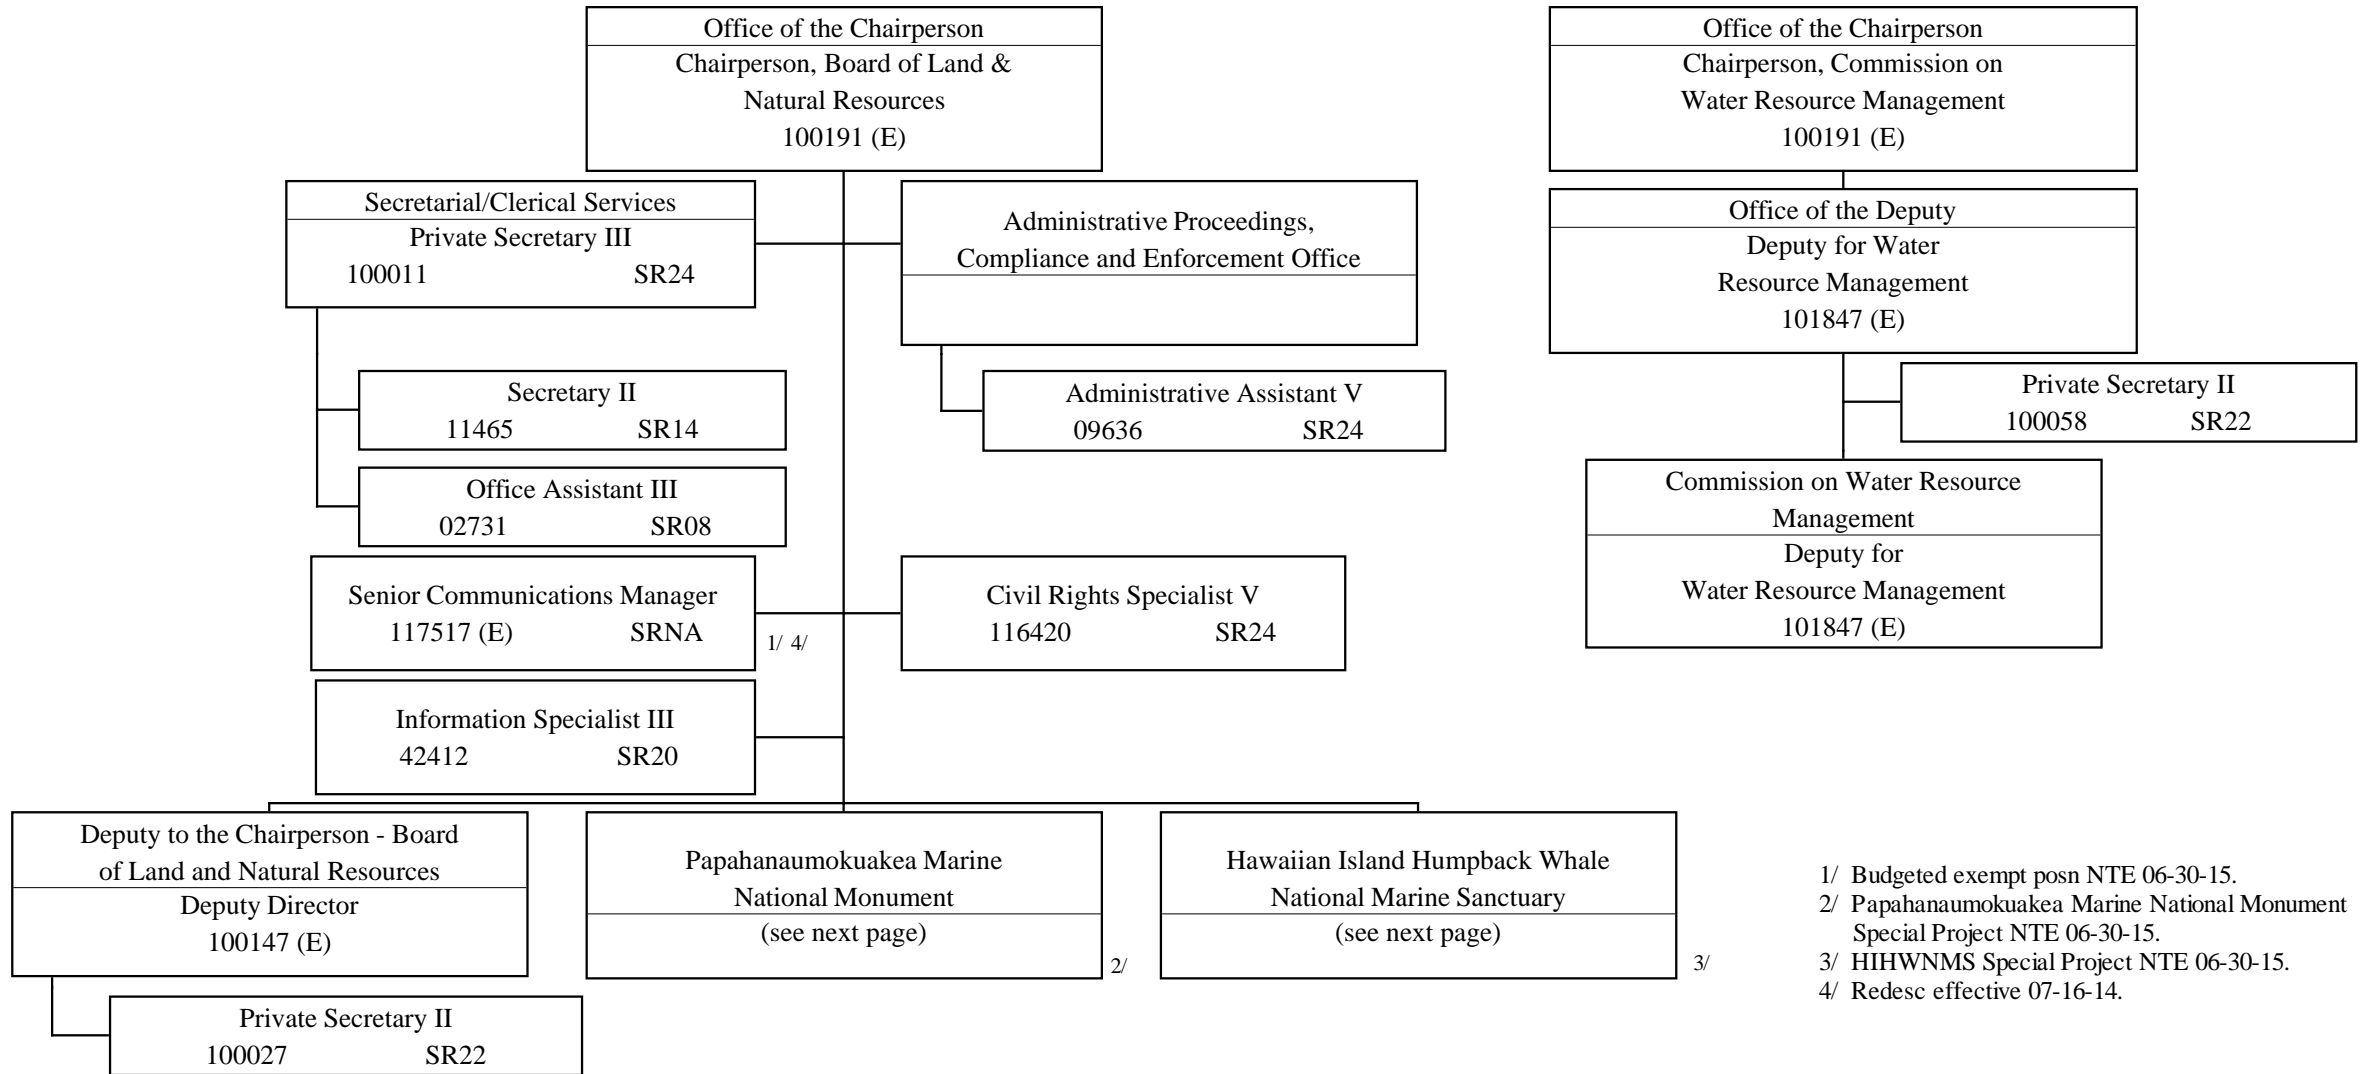 Office of the Chairperson
Chairperson, Board of Land &
Natural Resources
100191 (E)
Secretarial/Clerical Services
Private Secretary III
100011 SR24
Administrative Proceedings,
Compliance and Enforcement Office
Secretary II
11465 SR14
Administrative Assistant V
09636 SR24
Office Assistant III
02731 SR08
Senior Communications Manager
117517 (E) SRNA
1/ 4/
Civil Rights Specialist V
116420 SR24
Information Specialist III
42412 SR20
Deputy to the Chairperson - Board
of Land and Natural Resources
Deputy Director
100147 (E)
Private Secretary II
100027 SR22
Papahanaumokuakea Marine
National Monument
(see next page)
2/
Hawaiian Island Humpback Whale
National Marine Sanctuary
(see next page)
3/
Office of the Chairperson
Chairperson, Commission on
Water Resource Management
100191 (E)
Office of the Deputy
Deputy for Water
Resource Management
101847 (E)
Private Secretary II
100058 SR22
Commission on Water Resource
Management
Deputy for
Water Resource Management
101847 (E)
1/ Budgeted exempt posn NTE 06-30-15.
2/ Papahanaumokuakea Marine National Monument
Special Project NTE 06-30-15.
3/ HIHWNMS Special Project NTE 06-30-15.
4/ Redesc effective 07-16-14.